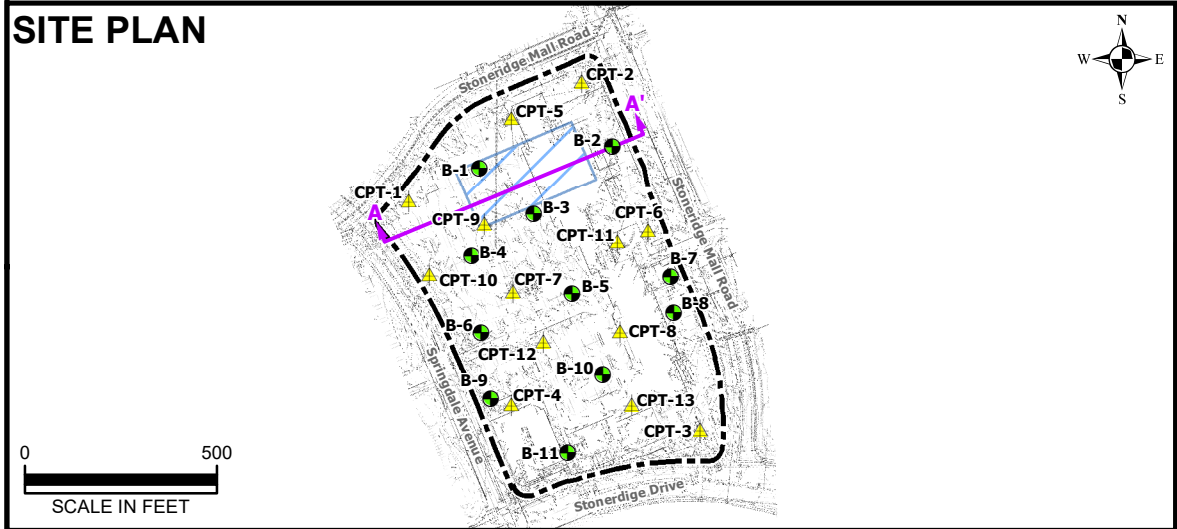 SITE PLAN
N
W
E
S
Stoneridge Mall Road
CPT-2
CPT-5
A'
B-2
B-1
CPT-1
A
B-3
CPT-9
CPT-6
CPT-11
Stoneridge Mall Road
B-4
B-7
CPT-10
CPT-7
B-5
B-8
B-6
CPT-8
CPT-12
Springdale Avenue
B-10
B-9
CPT-4
CPT-13
CPT-3
B-11
Stonerdige Drive
0
500
SCALE IN FEET